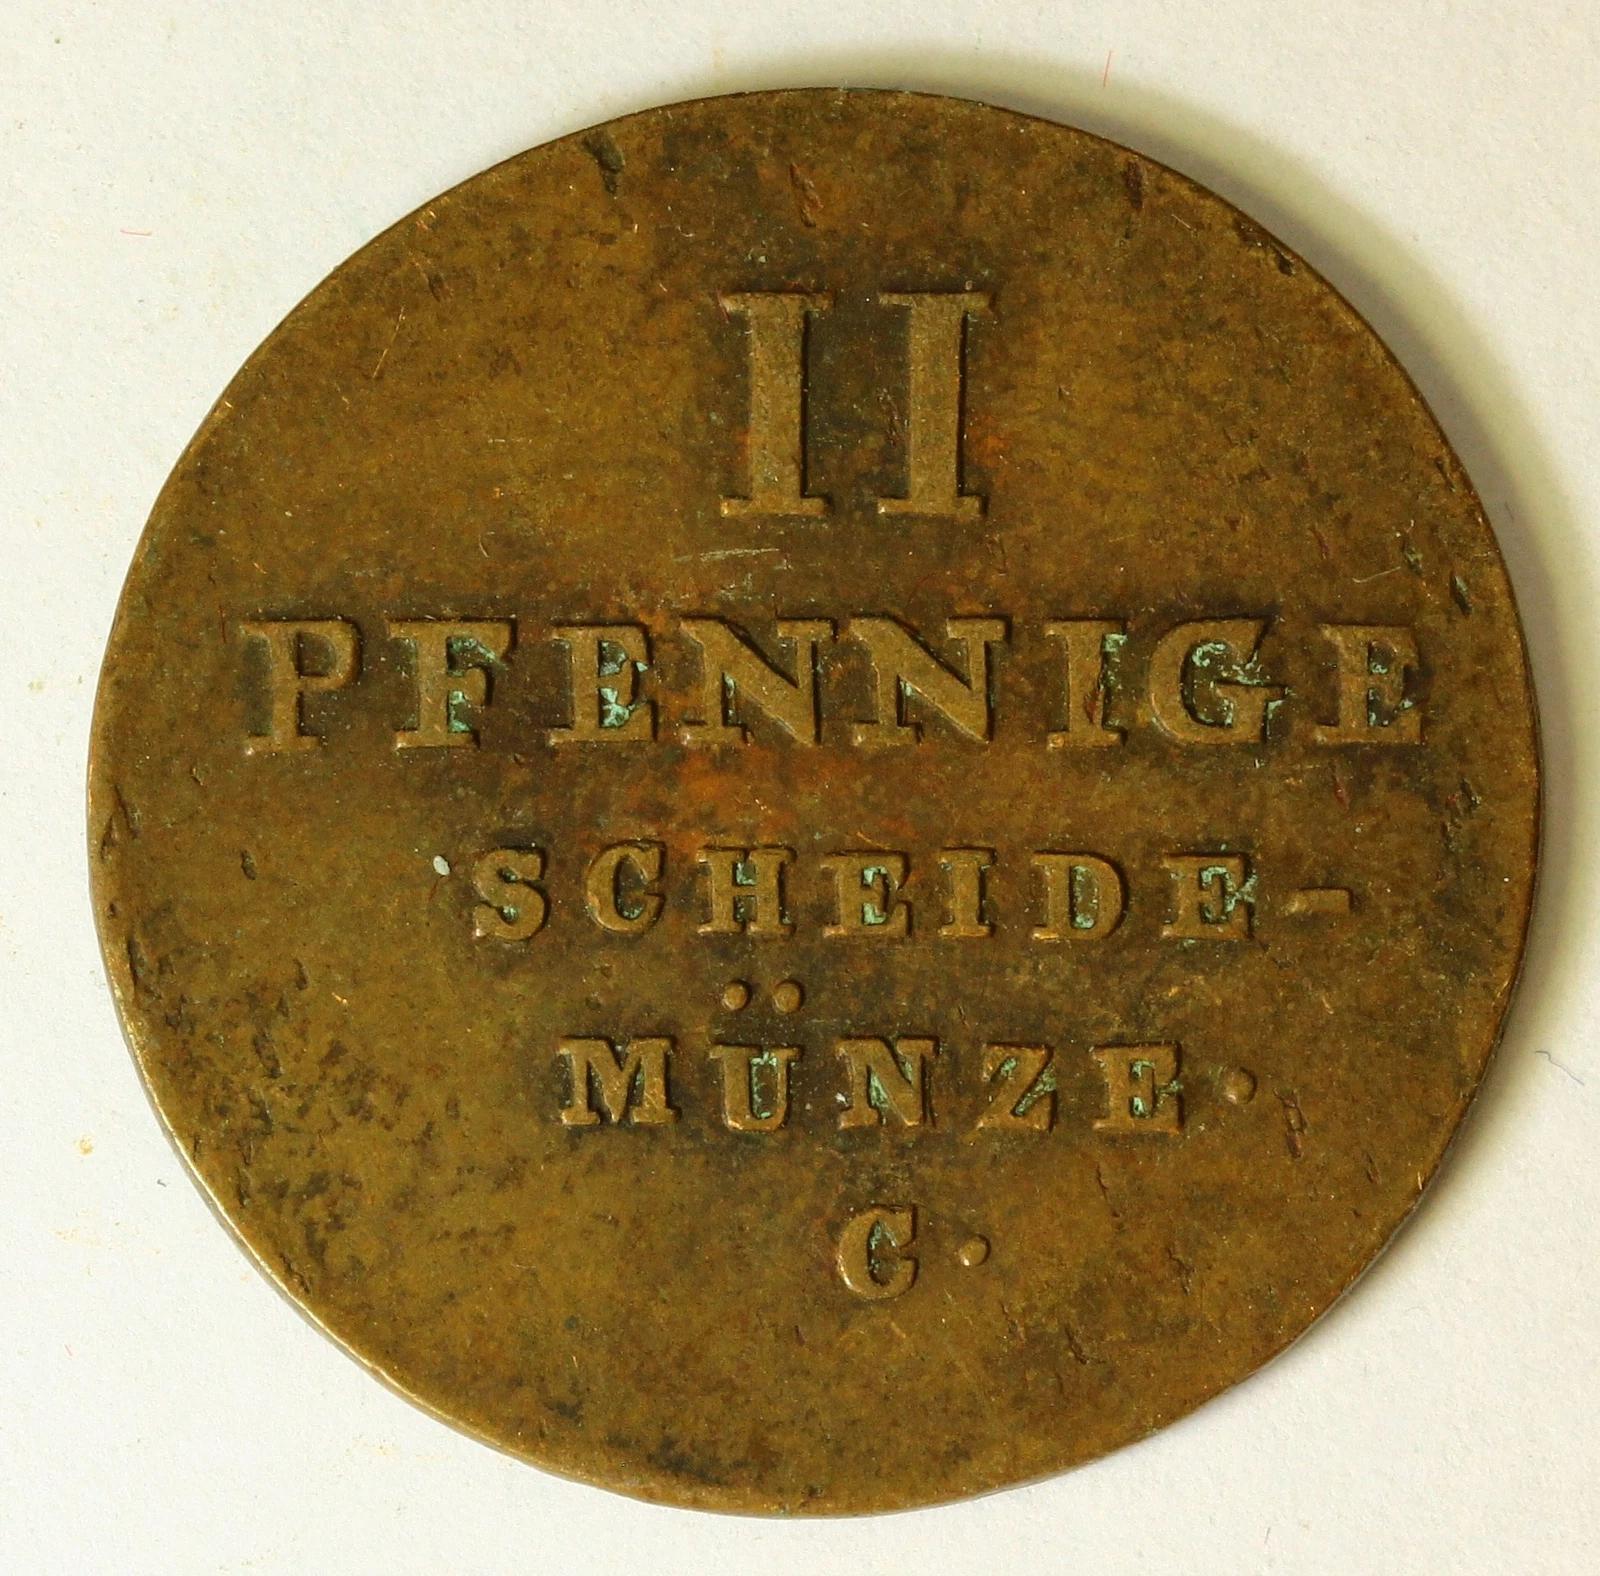 II
PFENNIGE
SCHEIDE-
MÜNZE.
C.